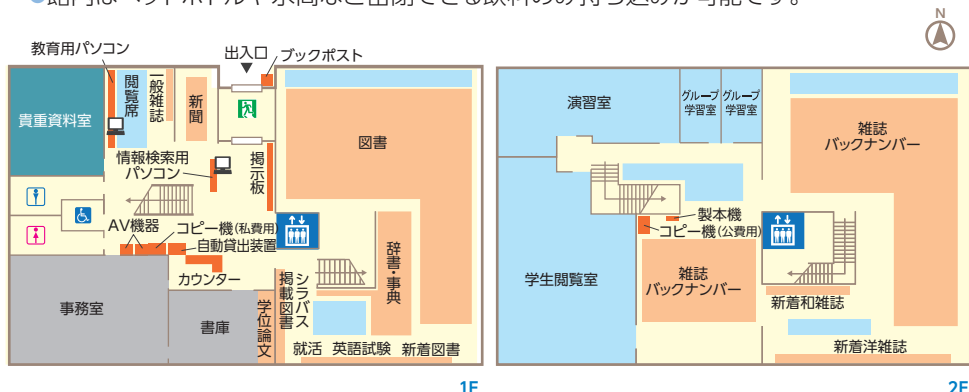 ●館内はペットボトルや水筒など密閉できる飲料のみ持ち込みが可能です。
N
教育用パソコン
出入口
ブックポスト
貴重資料室
閲覧席
一般雑誌
新聞
図書
情報検索用
パソコン
掲示板
AV機器
コピー機(私費用)
自動貸出装置
カウンター
事務室
書庫
学位論文
シラバス
掲載図書
辞書・事典
就活
英語試験
新着図書
1F
演習室
グループ
学習室
グループ
学習室
雑誌
バックナンバー
製本機
コピー機(公費用)
学生閲覧室
雑誌
バックナンバー
新着和雑誌
新着洋雑誌
2F